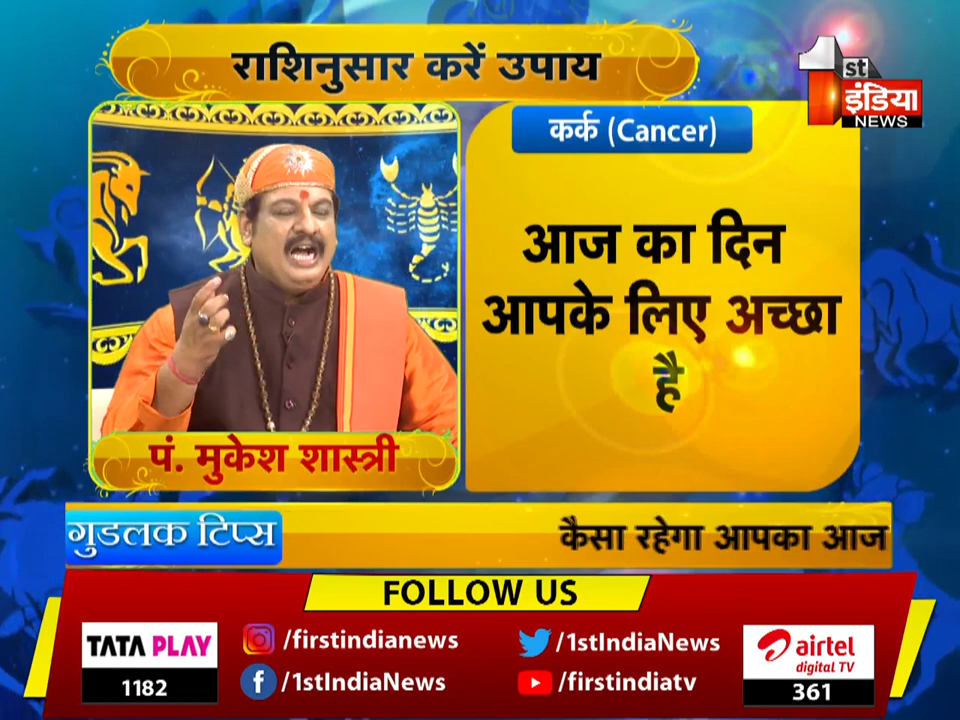 राशिनुसार करें उपाय
1st
इंडिया
NEWS
कर्क (Cancer)
आज का दिन
आपके लिए अच्छा
है
पं. मुकेश शास्त्री
गुडलक टिप्स
कैसा रहेगा आपका आज
FOLLOW US
TATA PLAY
1182
/firstindianews
/1stIndiaNews
/1stIndiaNews
/firstindiatv
airtel
digital TV
361